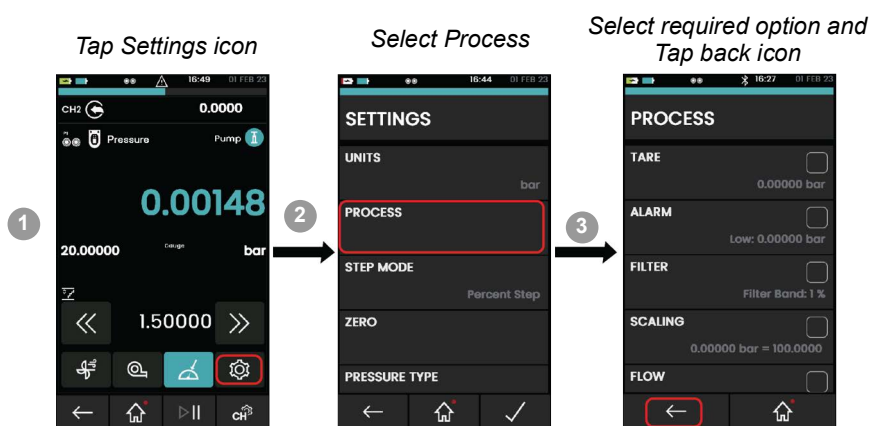 Tap Settings icon
Select Process
Select required option and
Tap back icon
1
16:49 01 FEB 23
CH2 0.0000
Pressure Pump
0.00148
20.00000 Gauge bar
1.50000
CH
2
16:44 01 FEB 23
SETTINGS
UNITS
bar
PROCESS
STEP MODE
Percent Step
ZERO
PRESSURE TYPE
3
16:27 01 FEB 23
PROCESS
TARE
0.00000 bar
ALARM
Low: 0.00000 bar
FILTER
Filter Band: 1 %
SCALING
0.00000 bar = 100.0000
FLOW